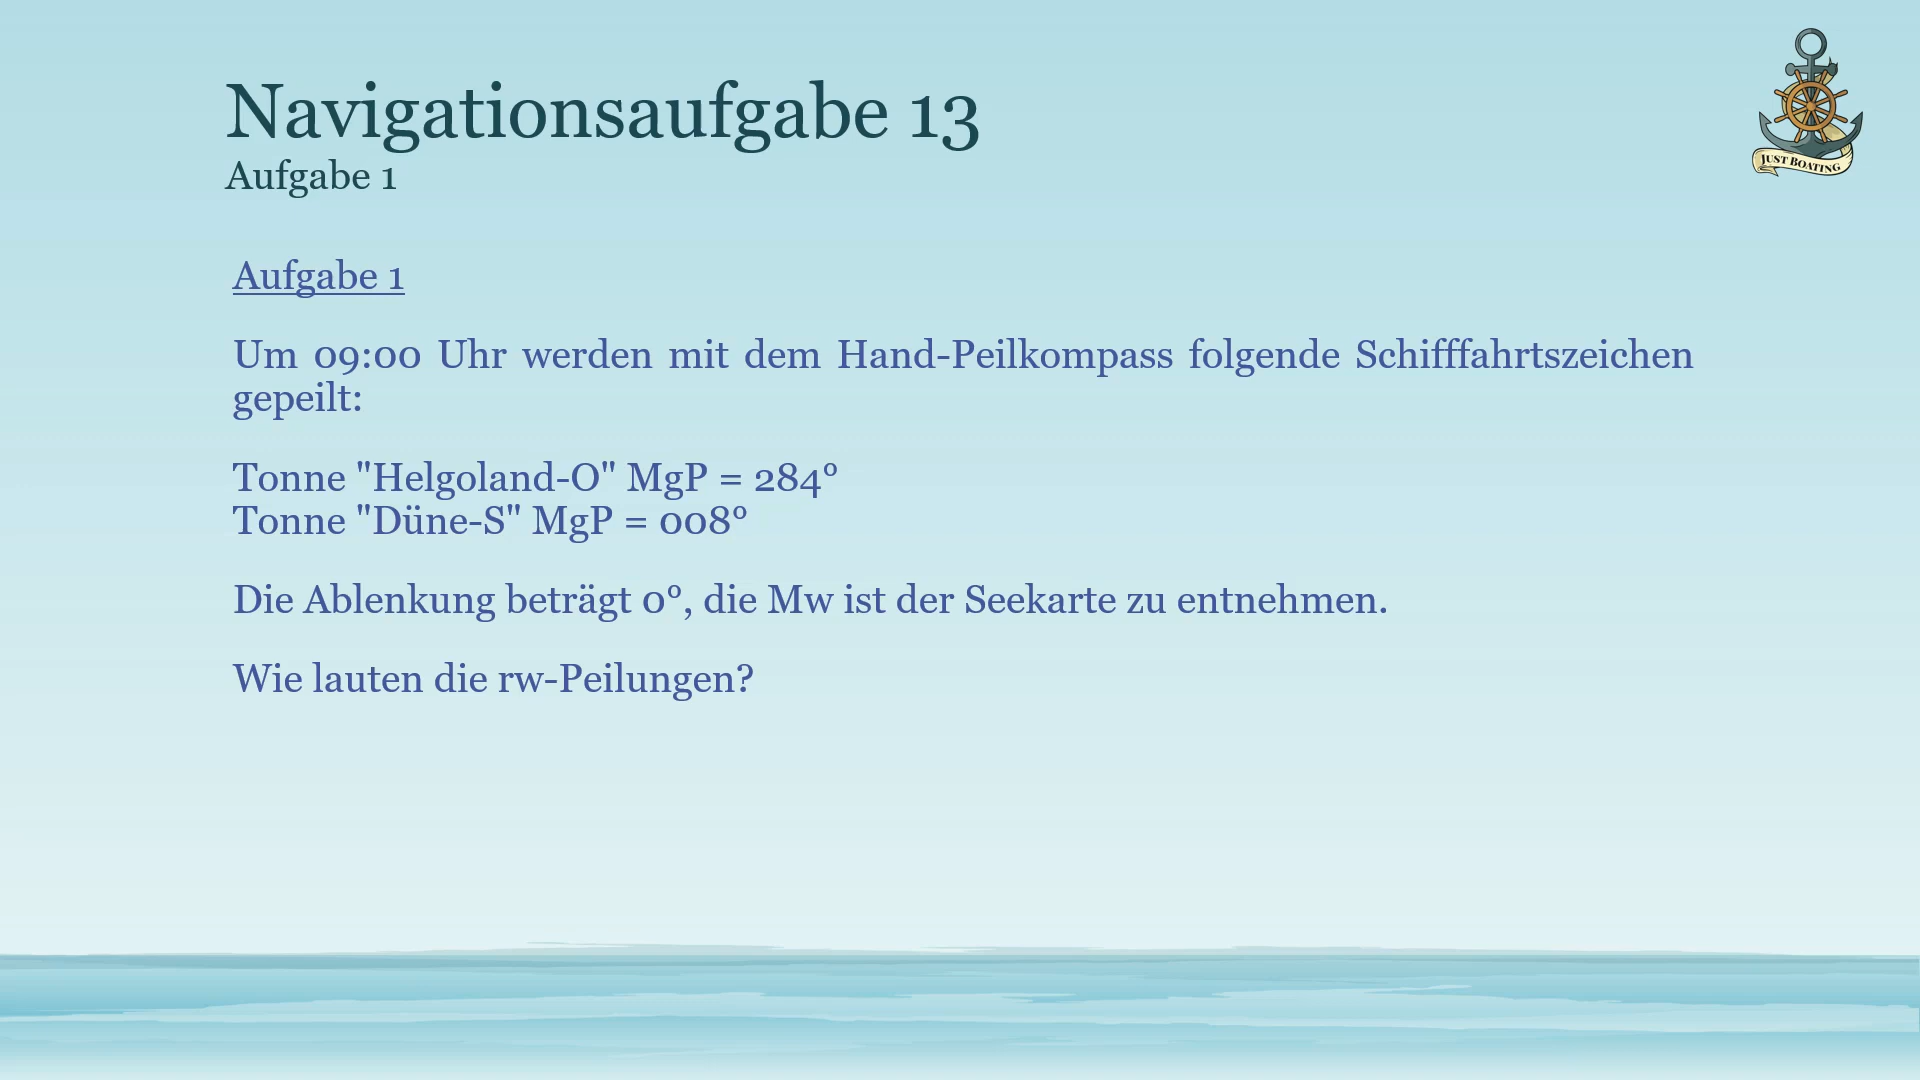 Navigationsaufgabe 13
Aufgabe 1
JUST BOATING
Aufgabe 1
Um 09:00 Uhr werden mit dem Hand-Peilkompass folgende Schifffahrtszeichen
gepeilt:
Tonne "Helgoland-O" MgP = 284°
Tonne "Düne-S" MgP = 008°
Die Ablenkung beträgt 0°, die Mw ist der Seekarte zu entnehmen.
Wie lauten die rw-Peilungen?